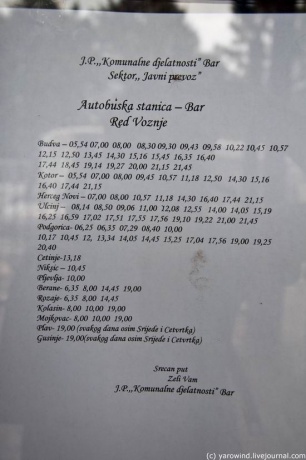 J.P.,,Komunalne djelatnosti" Bar
Sektor,, Javni prevoz"
Autobuska stanica – Bar
Red Voznje
Budva – 05,54 07,00 08,00 08,30 09,30 09,43 09,58 10,22 10,45 10,57
12,15 12,50 13,45 14,30 15,16 15,45 16,35 16,40
17,44 18,45 19,14 19,27 20,00 21,15 21,45
Kotor – 05,54 07,00 08,00 09,45 10,57 11,18 12,50 14,30 15,16
16,40 17,44 21,15
Herceg Novi – 07,00 08,00 10,57 11,18 14,30 16,40 17,44 21,15
Ulcinj – 08,14 08,50 09,06 11,00 12,08 12,55 14,00 14,05 15,19
16,25 16,59 17,02 17,51 17,55 17,56 19,10 19,22 21,00 21,45
Podgorica- 06,25 06,35 07,29 08,40 10,00
10,17 10,45 12, 13,34 14,05 14,45 15,25 17,04 17,56 19,00 19,25
20,40
Cetinje-13,18
Niksic – 10,45
Pljevlja- 10,00
Berane- 6,35 8,00 14,45 19,00
Rozaje- 6,35 8,00 14,45
Kolasin- 8,00 10,00 19,00
Mojkovac- 8,00 10,00 19,00
Plav- 19,00 (svakog dana osim Srijede i Cetvrtka)
Gusinje- 19,00(svakog dana osim Srijede i Cetvrtka)
Srecan put
Zeli Vam
J.P.,,Komunalne djelatnosti" Bar
(c) yarowind.livejournal.com